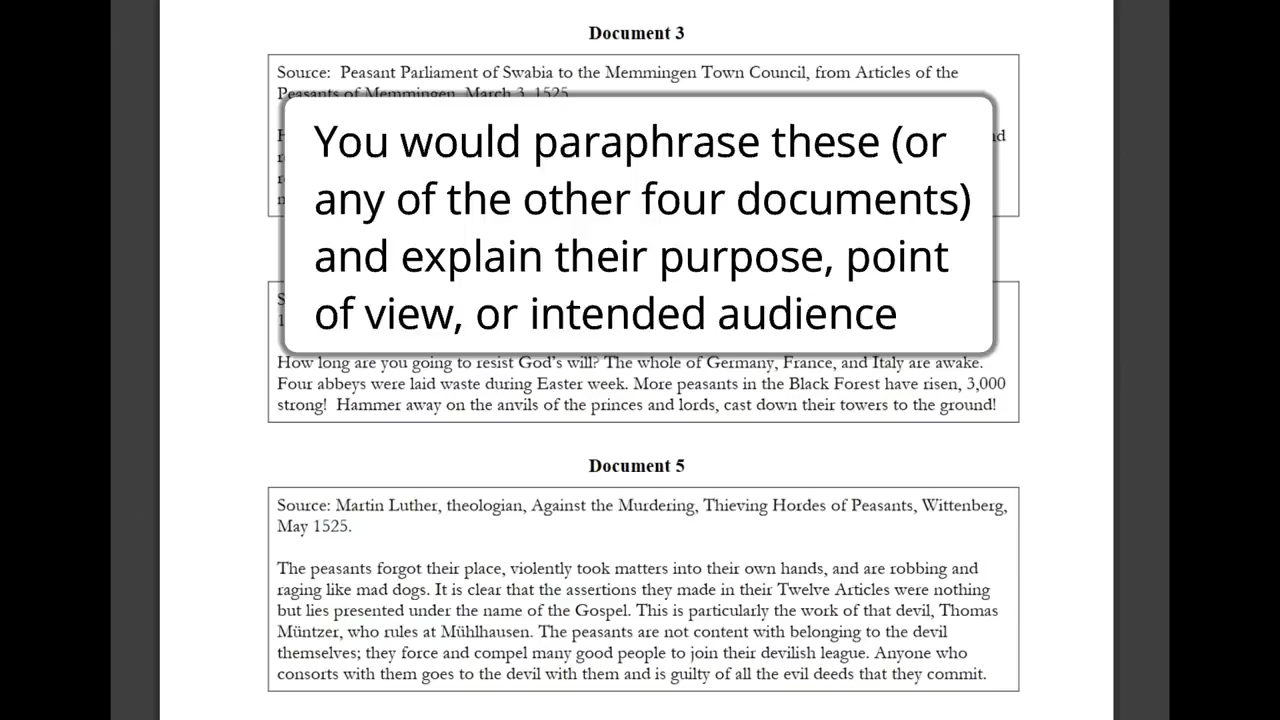 Document 3
Source: Peasant Parliament of Swabia to the Memmingen Town Council, from Articles of the
Peasants of Memmingen, March 3, 1525
You would paraphrase these (or
any of the other four documents)
and explain their purpose, point
of view, or intended audience
How long are you going to resist God's will? The whole of Germany, France, and Italy are awake.
Four abbeys were laid waste during Easter week. More peasants in the Black Forest have risen, 3,000
strong! Hammer away on the anvils of the princes and lords, cast down their towers to the ground!
Document 5
Source: Martin Luther, theologian, Against the Murdering, Thieving Hordes of Peasants, Wittenberg,
May 1525.
The peasants forgot their place, violently took matters into their own hands, and are robbing and
raging like mad dogs. It is clear that the assertions they made in their Twelve Articles were nothing
but lies presented under the name of the Gospel. This is particularly the work of that devil, Thomas
Müntzer, who rules at Mühlhausen. The peasants are not content with belonging to the devil
themselves; they force and compel many good people to join their devilish league. Anyone who
consorts with them goes to the devil with them and is guilty of all the evil deeds that they commit.